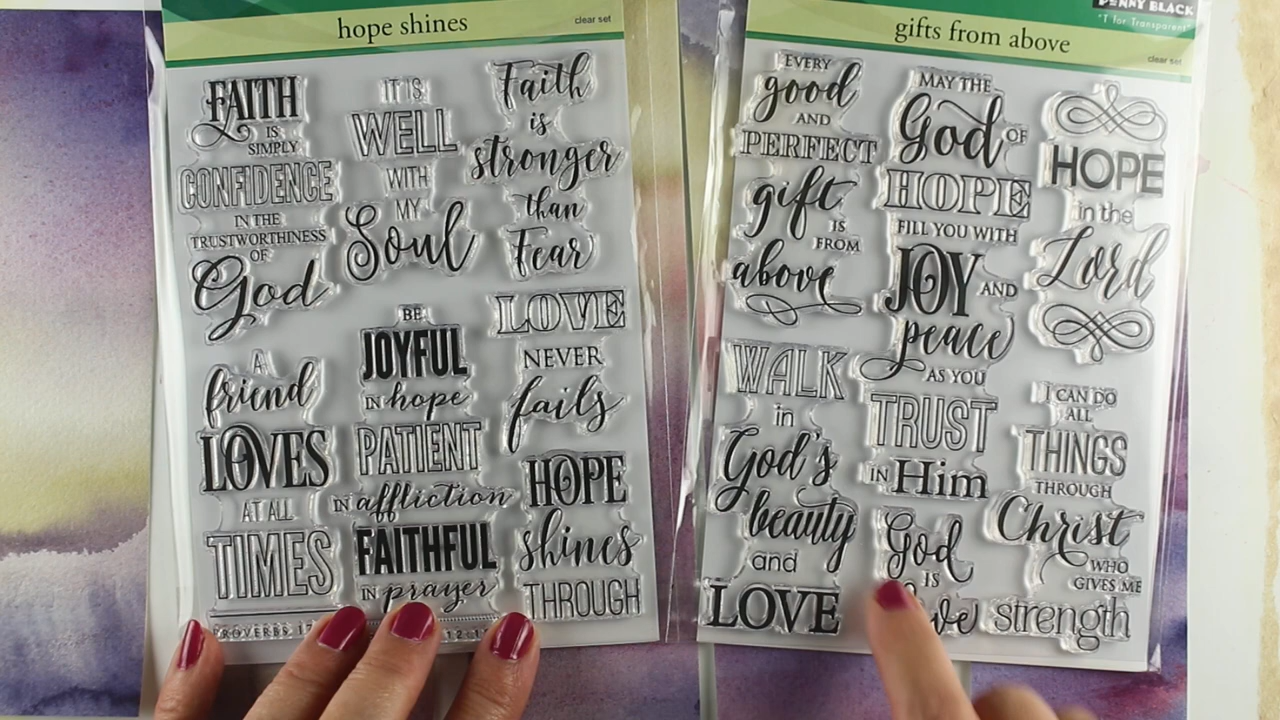 hope shines
clear set
FAITH
IS
SIMPLY
CONFIDENCE
IN THE
TRUSTWORTHINESS
OF
God
A
friend
LOVES
AT ALL
TIMES
PROVERBS
IT IS
WELL
WITH
MY
Soul
BE
JOYFUL
IN hope
PATIENT
IN affliction
FAITHFUL
IN prayer
Faith
is
stronger
than
Fear
LOVE
NEVER
fails
HOPE
shines
THROUGH
PENNY BLACK
"T for Transparent"
gifts from above
clear set
EVERY
good
AND
PERFECT
gift
IS
FROM
above
WALK
in
God's
beauty
and
LOVE
MAY THE
God OF
HOPE
FILL YOU WITH
JOY AND
peace
AS YOU
TRUST
IN Him
God
IS
HOPE
in the
Lord
I CAN DO
ALL
THINGS
THROUGH
Christ
WHO
GIVES ME
strength